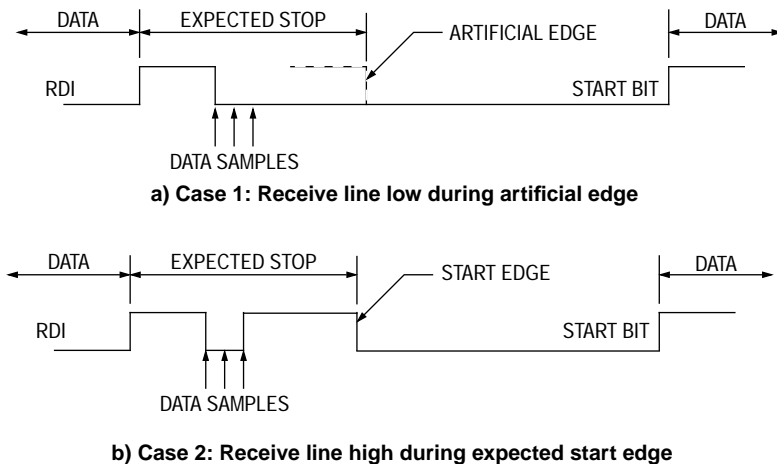 DATA EXPECTED STOP DATA
ARTIFICIAL EDGE
RDI START BIT
DATA SAMPLES
a) Case 1: Receive line low during artificial edge
DATA EXPECTED STOP DATA
START EDGE
RDI START BIT
DATA SAMPLES
b) Case 2: Receive line high during expected start edge